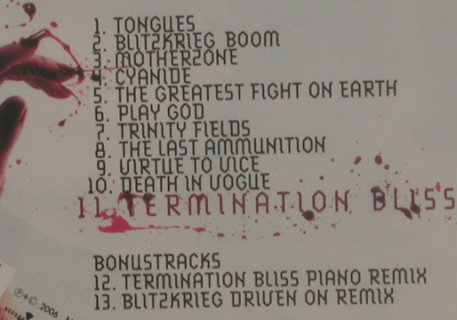 1. TONGUES
2. BLITZKRIEG BOOM
3. MOTHERZONE
4. CYANIDE
5. THE GREATEST FIGHT ON EARTH
6. PLAY GOD
7. TRINITY FIELDS
8. THE LAST AMMUNITION
9. VIRTUE TO VICE
10. DEATH IN VOGUE
11. TERMINATION BLISS
BONUSTRACKS
12. TERMINATION BLISS PIANO REMIX
13. BLITZKRIEG DRIVEN ON REMIX
℗+© 2006